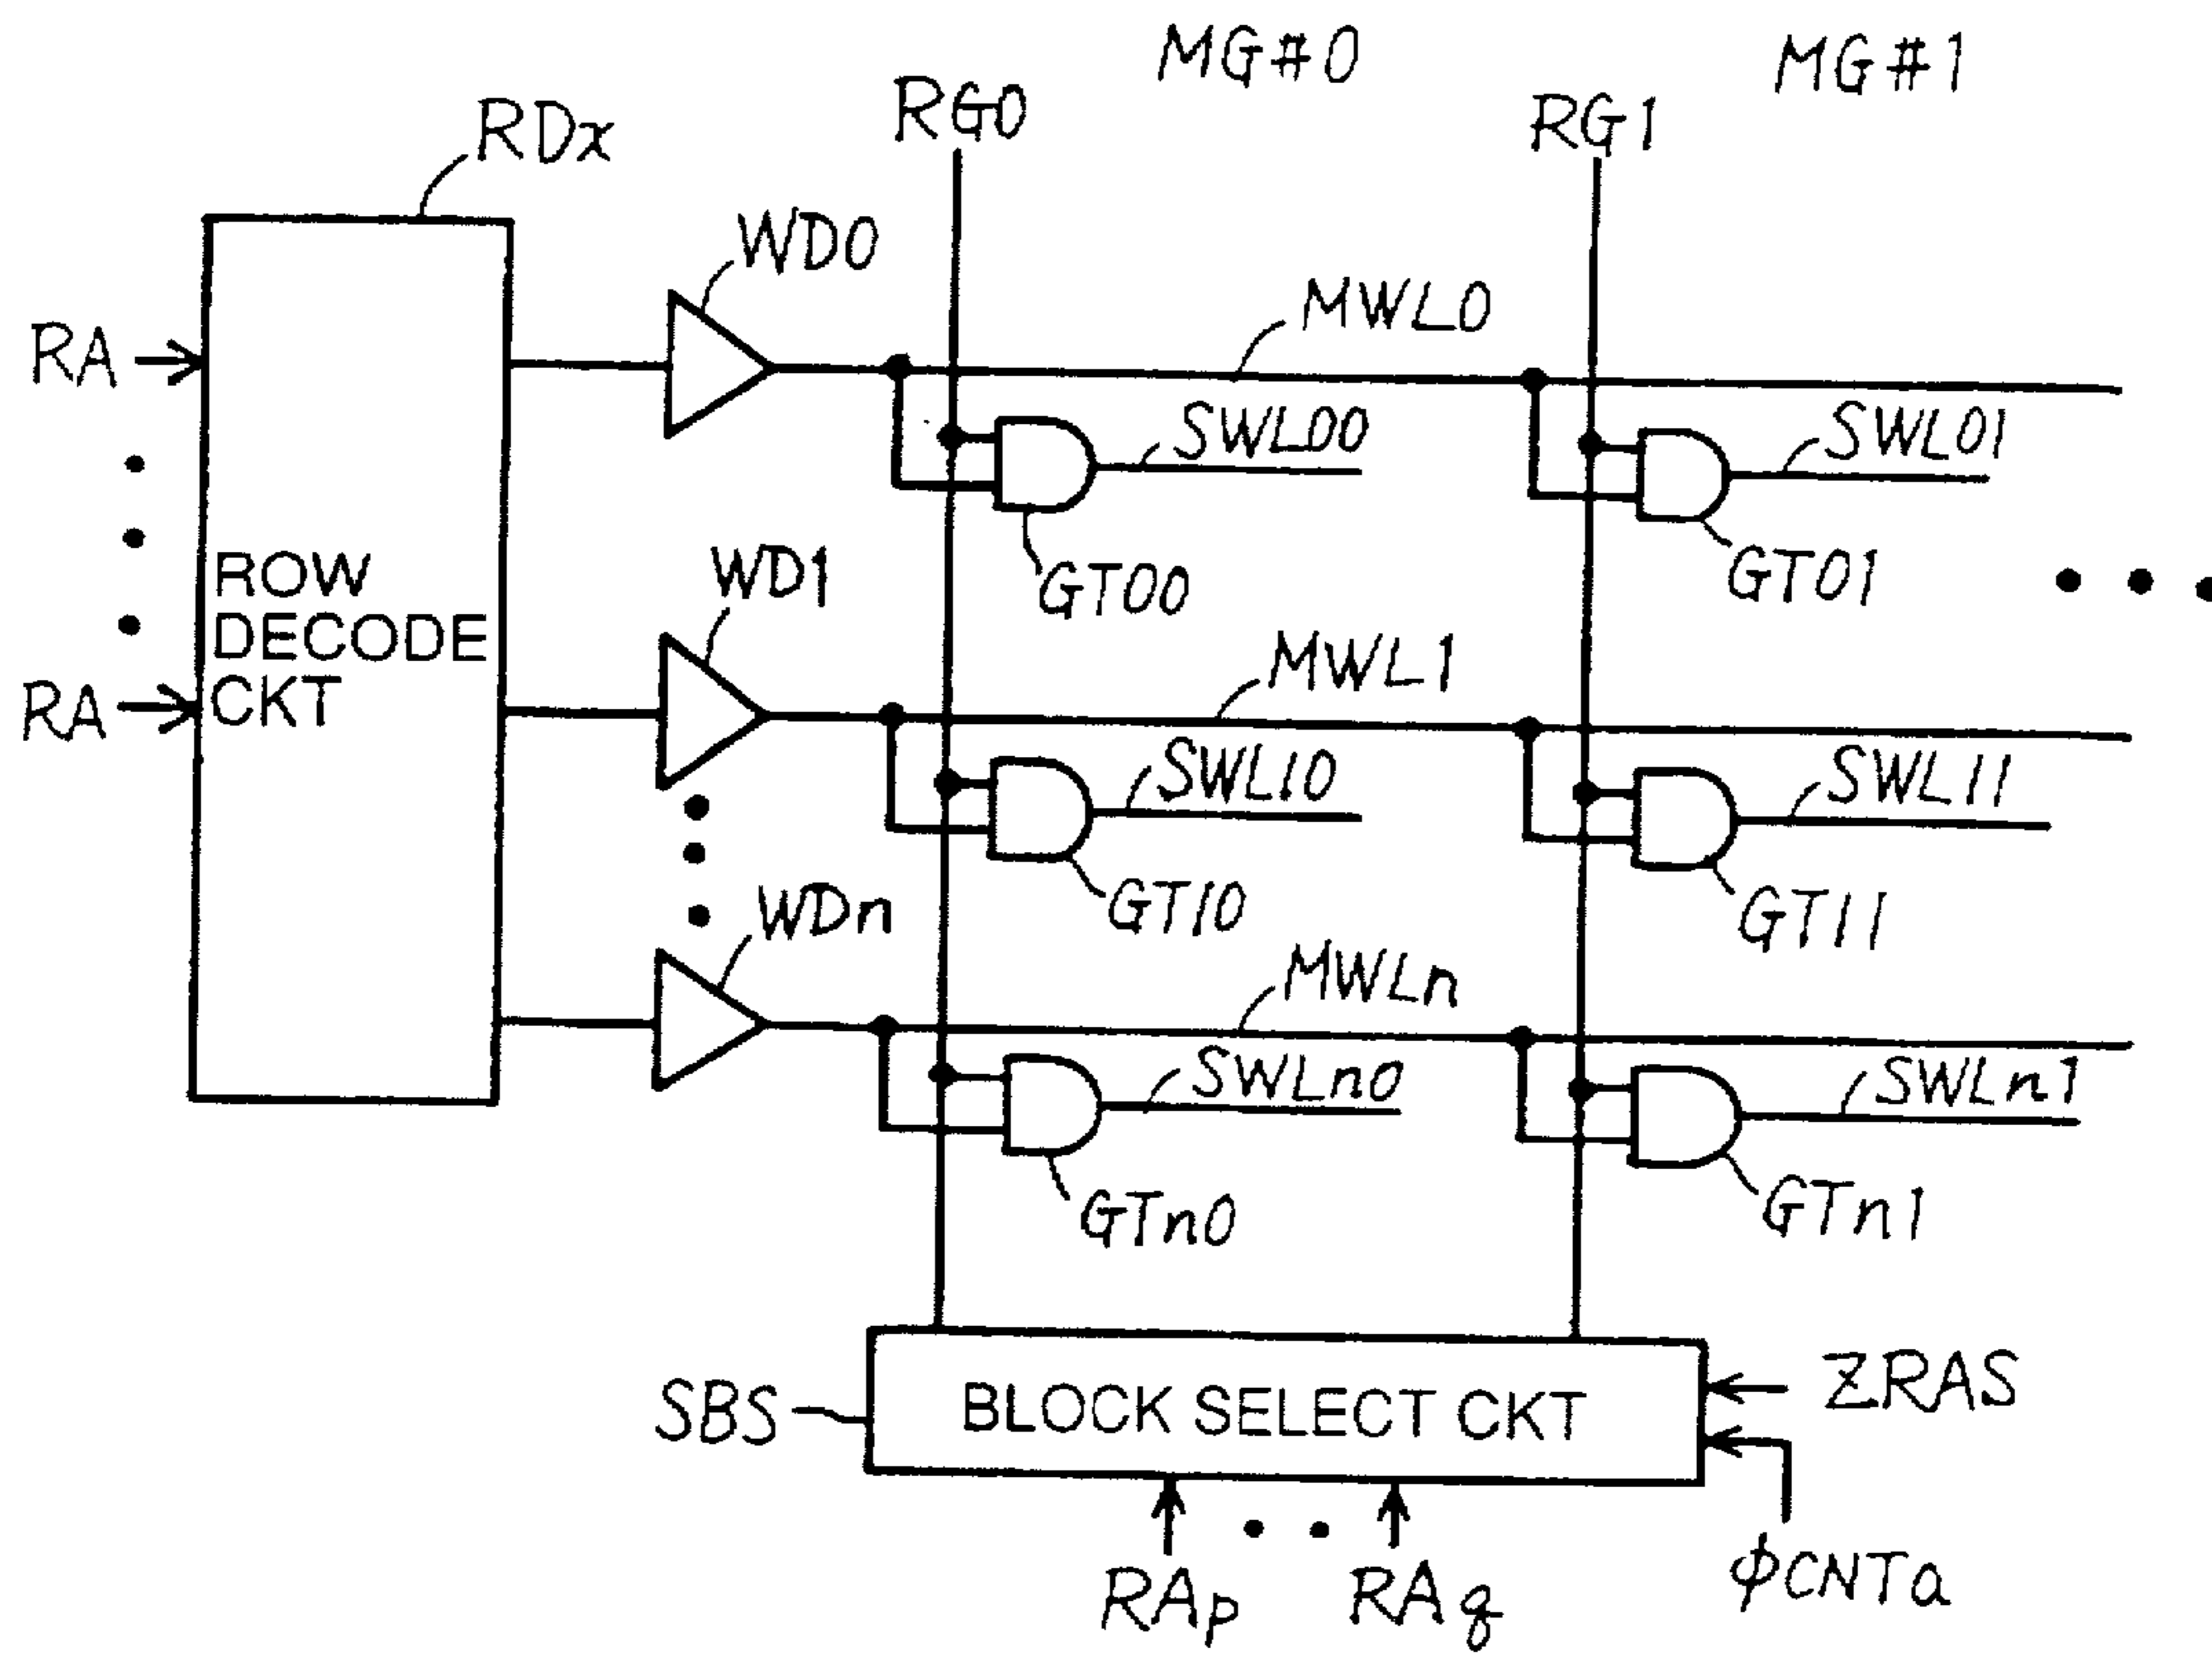 MG#0
MG#1
RG0
RG1
RDx
WD0
MWL0
RA
SWL00
SWL01
GT00
GT01
ROW
DECODE
CKT
WD1
MWL1
RA
SWL10
SWL11
GT10
GT11
WDn
MWLn
SWLn0
SWLn1
GTn0
GTn1
SBS
BLOCK SELECT CKT
ZRAS
RAp
RAq
φCNTa